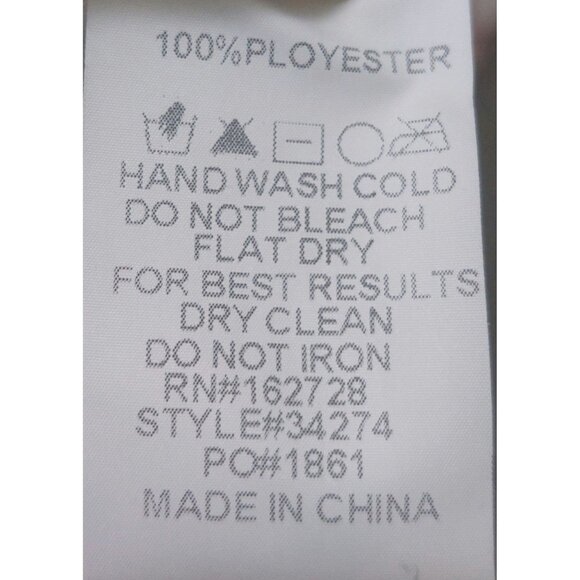 100%PLOYESTER
HAND WASH COLD
DO NOT BLEACH
FLAT DRY
FOR BEST RESULTS
DRY CLEAN
DO NOT IRON
RN#162728
STYLE#34274
PO#1861
MADE IN CHINA